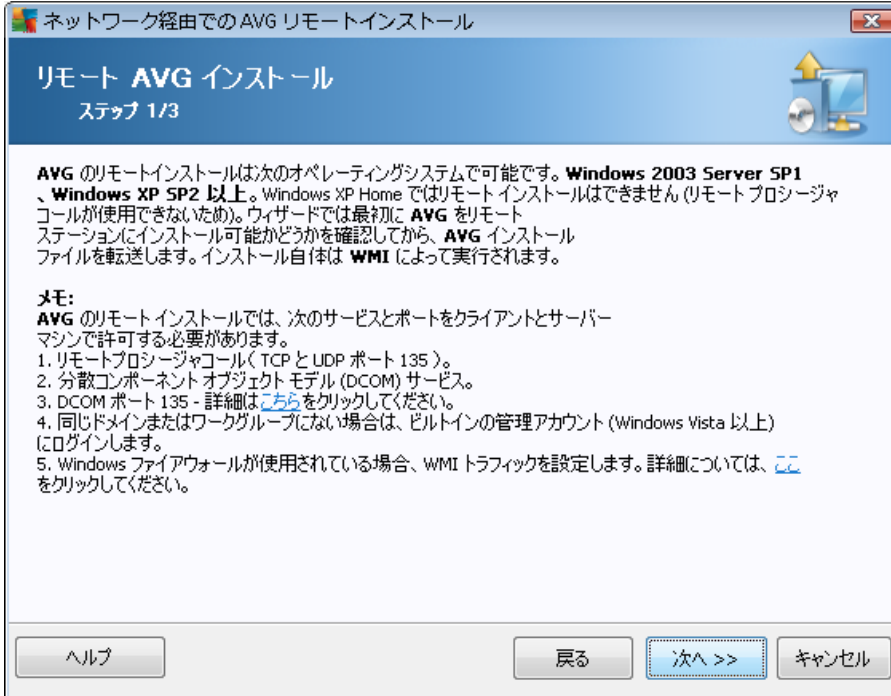 ネットワーク経由でのAVG リモートインストール
リモート AVG インストール
ステップ 1/3
AVG のリモートインストールは次のオペレーティングシステムで可能です。Windows 2003 Server SP1
、Windows XP SP2 以上。Windows XP Home ではリモートインストールはできません (リモート プロシージャ
コールが使用できないため)。ウィザードでは最初に AVG をリモート
ステーションにインストール可能かどうかを確認してから、AVG インストール
ファイルを転送します。インストール自体は WMI によって実行されます。
メモ:
AVG のリモートインストールでは、次のサービスとポートをクライアントとサーバー
マシンで許可する必要があります。
1. リモートプロシージャコール( TCP と UDP ポート 135 )。
2. 分散コンポーネント オブジェクト モデル (DCOM) サービス。
3. DCOM ポート 135 - 詳細はこちらをクリックしてください。
4. 同じドメインまたはワークグループにない場合は、ビルトインの管理アカウント (Windows Vista 以上)
にログインします。
5. Windows ファイアウォールが使用されている場合、WMI トラフィックを設定します。詳細については、ここ
をクリックしてください。
ヘルプ
戻る
次へ >>
キャンセル